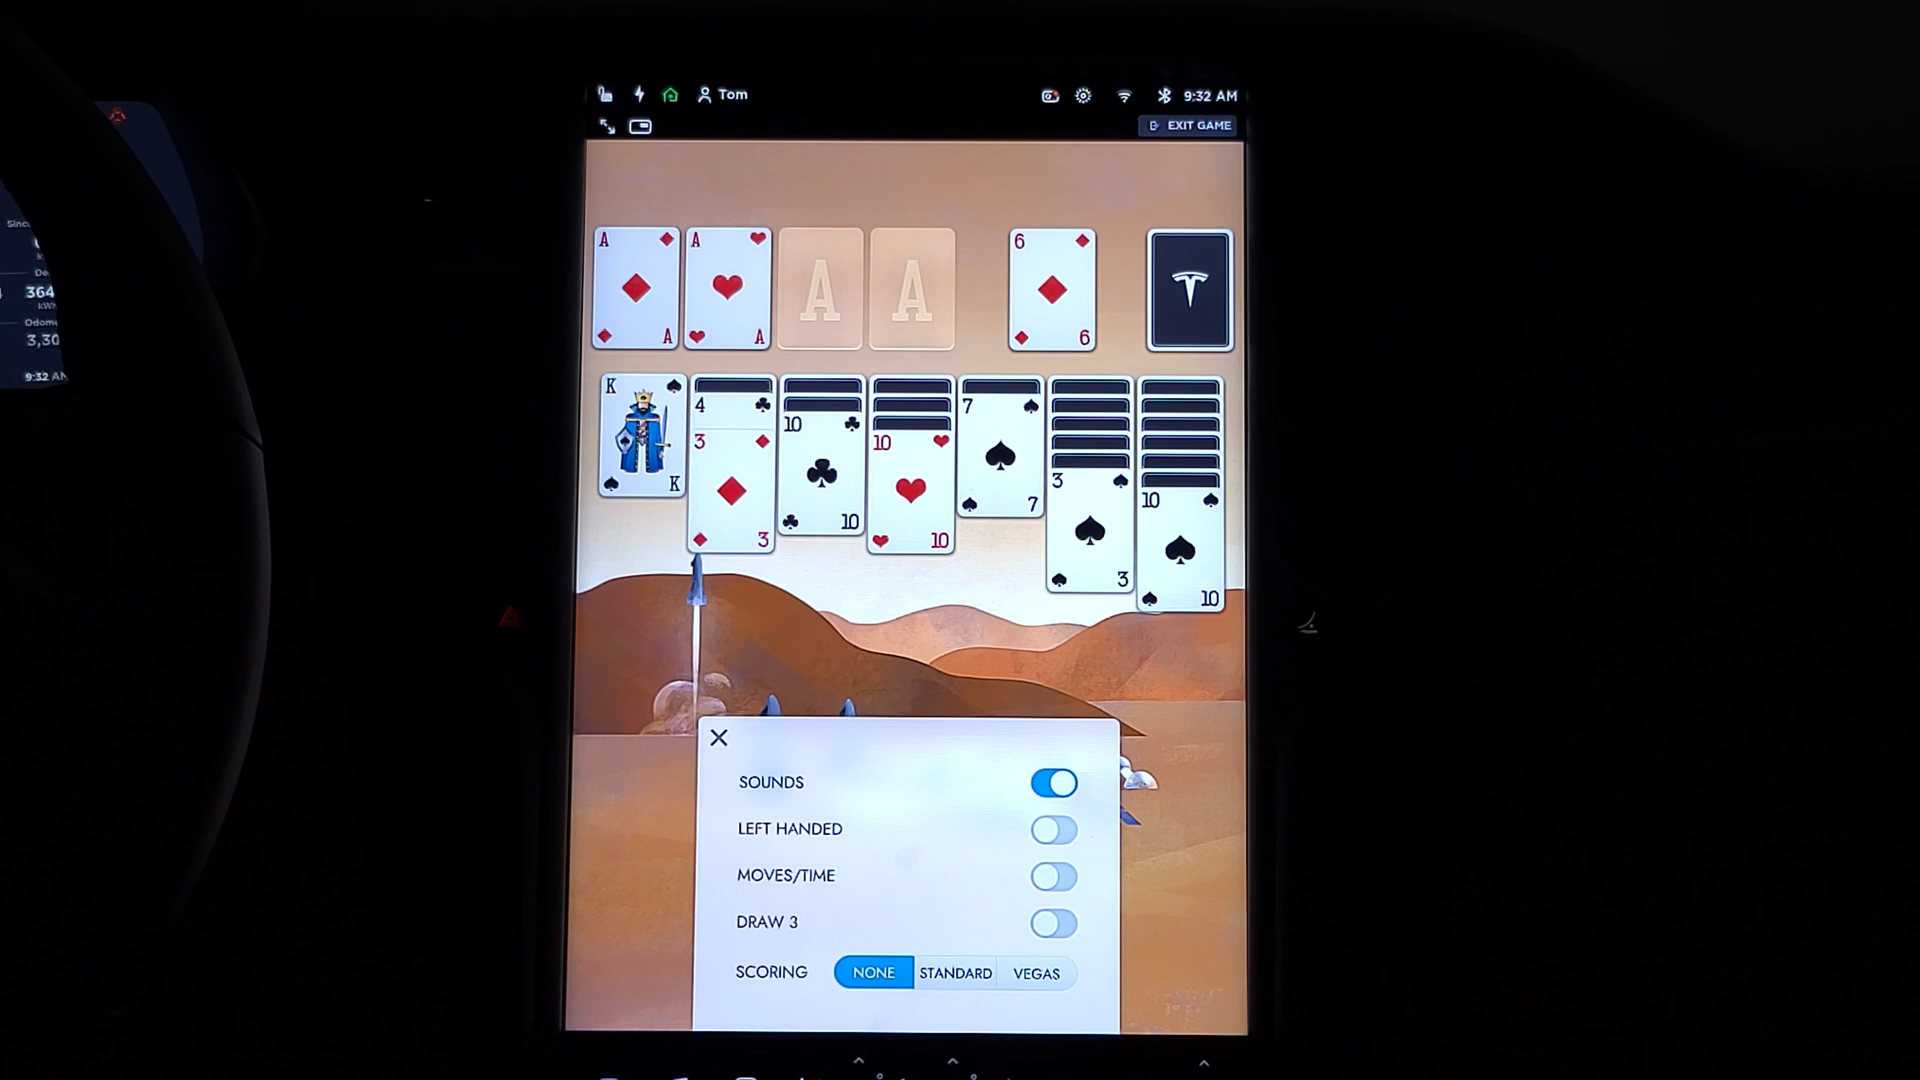 Tom
9:32 AM
EXIT GAME
364
3,30
9:32 AM
A A A A 6
A A 6
K 4 10 10 7 3 10
3
K 3 10 10 7 3 10
SOUNDS
LEFT HANDED
MOVES/TIME
DRAW 3
SCORING NONE STANDARD VEGAS